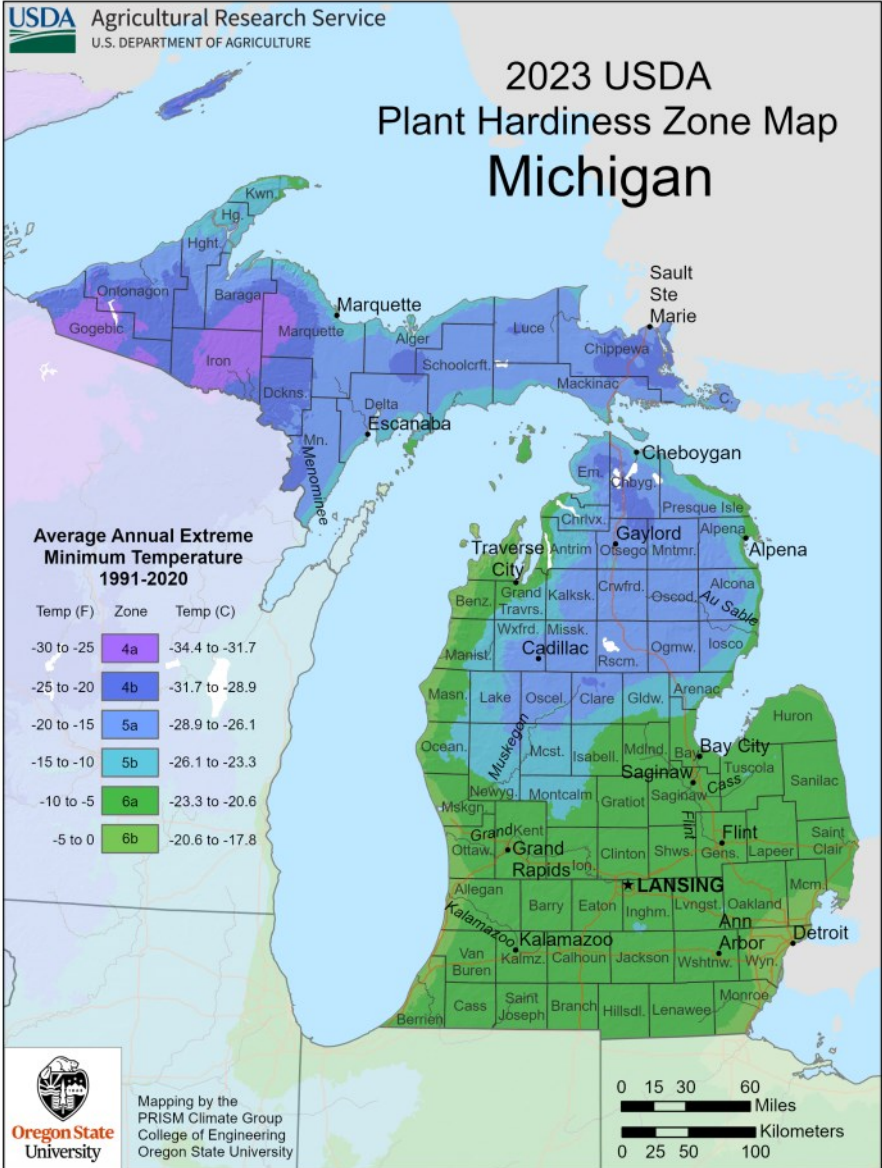 USDA Agricultural Research Service
U.S. DEPARTMENT OF AGRICULTURE
2023 USDA
Plant Hardiness Zone Map
Michigan
Kwn.
Hg.
Hght.
Ontonagon
Baraga
Gogebic
Iron
Marquette
Marquette
Alger
Luce
Sault
Ste
Marie
Chippewa
Schoolcrft.
Mackinac
C.
Dckns.
Delta
Escanaba
Mn.
Menominee
Cheboygan
Em.
Chbyg.
Presque Isle
Chrlvx.
Gaylord
Alpena
Alpena
Traverse
City
Antrim
Otsego
Mntmr.
Benz.
Grand
Travrs.
Kalksk.
Crwfrd.
Oscod.
Alcona
Au Sable
Wxfrd.
Missk.
Manist.
Cadillac
Rscm.
Ogmw.
Iosco
Masn.
Lake
Oscel.
Clare
Gldw.
Arenac
Huron
Ocean.
Muskegon
Mcst.
Isabell.
Mdlnd.
Bay
Bay City
Tuscola
Sanilac
Saginaw
Cass
Newyg.
Montcalm
Gratiot
Saginaw
Mskgn.
Grand
Kent
Flint
Flint
Saint
Clair
Ottaw.
Grand
Rapids
Ion.
Clinton
Shws.
Gens.
Lapeer
LANSING
Allegan
Barry
Eaton
Inghm.
Lvngst.
Oakland
Mcm.
Kalamazoo
Kalamazoo
Ann
Arbor
Detroit
Van
Buren
Kalmz.
Calhoun
Jackson
Wshtnw.
Wyn.
Berrien
Cass
Saint
Joseph
Branch
Hillsdl.
Lenawee
Monroe
Average Annual Extreme
Minimum Temperature
1991-2020
Temp (F) Zone Temp (C)
-30 to -25 4a -34.4 to -31.7
-25 to -20 4b -31.7 to -28.9
-20 to -15 5a -28.9 to -26.1
-15 to -10 5b -26.1 to -23.3
-10 to -5 6a -23.3 to -20.6
-5 to 0 6b -20.6 to -17.8
Oregon State
University
Mapping by the
PRISM Climate Group
College of Engineering
Oregon State University
0 15 30 60
Miles
Kilometers
0 25 50 100